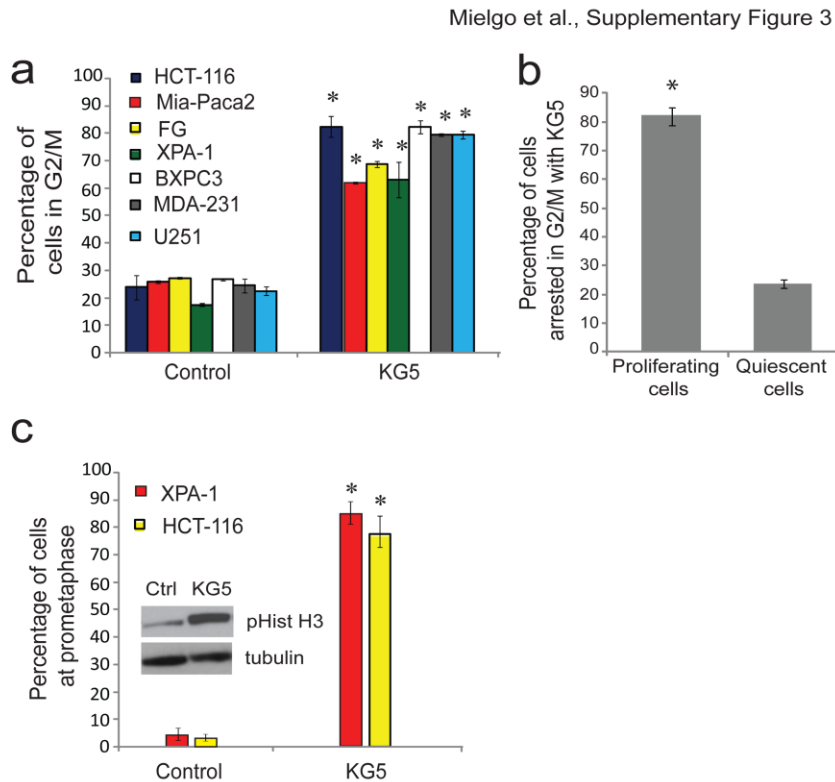 Mielgo et al., Supplementary Figure 3
a
Percentage of
cells in G2/M
100
90
80
70
60
50
40
30
20
10
0
HCT-116
Mia-Paca2
FG
XPA-1
BXPC3
MDA-231
U251
*
*
*
*
*
*
*
Control
KG5
b
Percentage of cells
arrested in G2/M with KG5
90
80
70
60
50
40
30
20
10
0
*
Proliferating
cells
Quiescent
cells
c
Percentage of cells
at prometaphase
100
90
80
70
60
50
40
30
20
10
0
XPA-1
HCT-116
Ctrl KG5
pHist H3
tubulin
*
*
Control
KG5